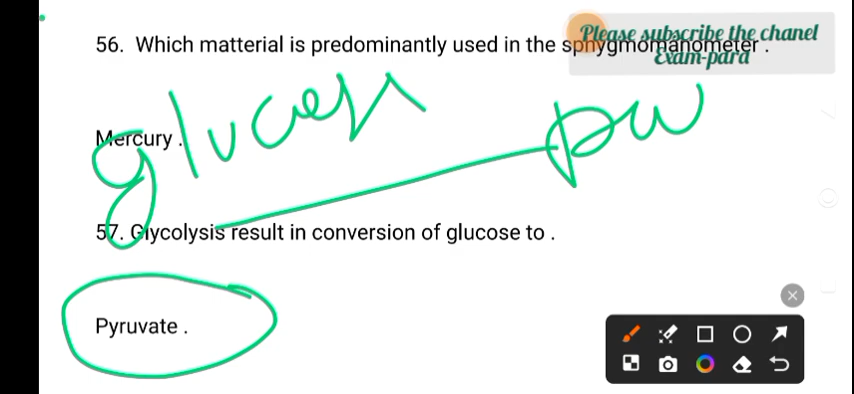 Please subscribe the chanel
56. Which matterial is predominantly used in the sphygmomanometer .
Exam-para
glucose
pw
Mercury .
57. Glycolysis result in conversion of glucose to .
Pyruvate .